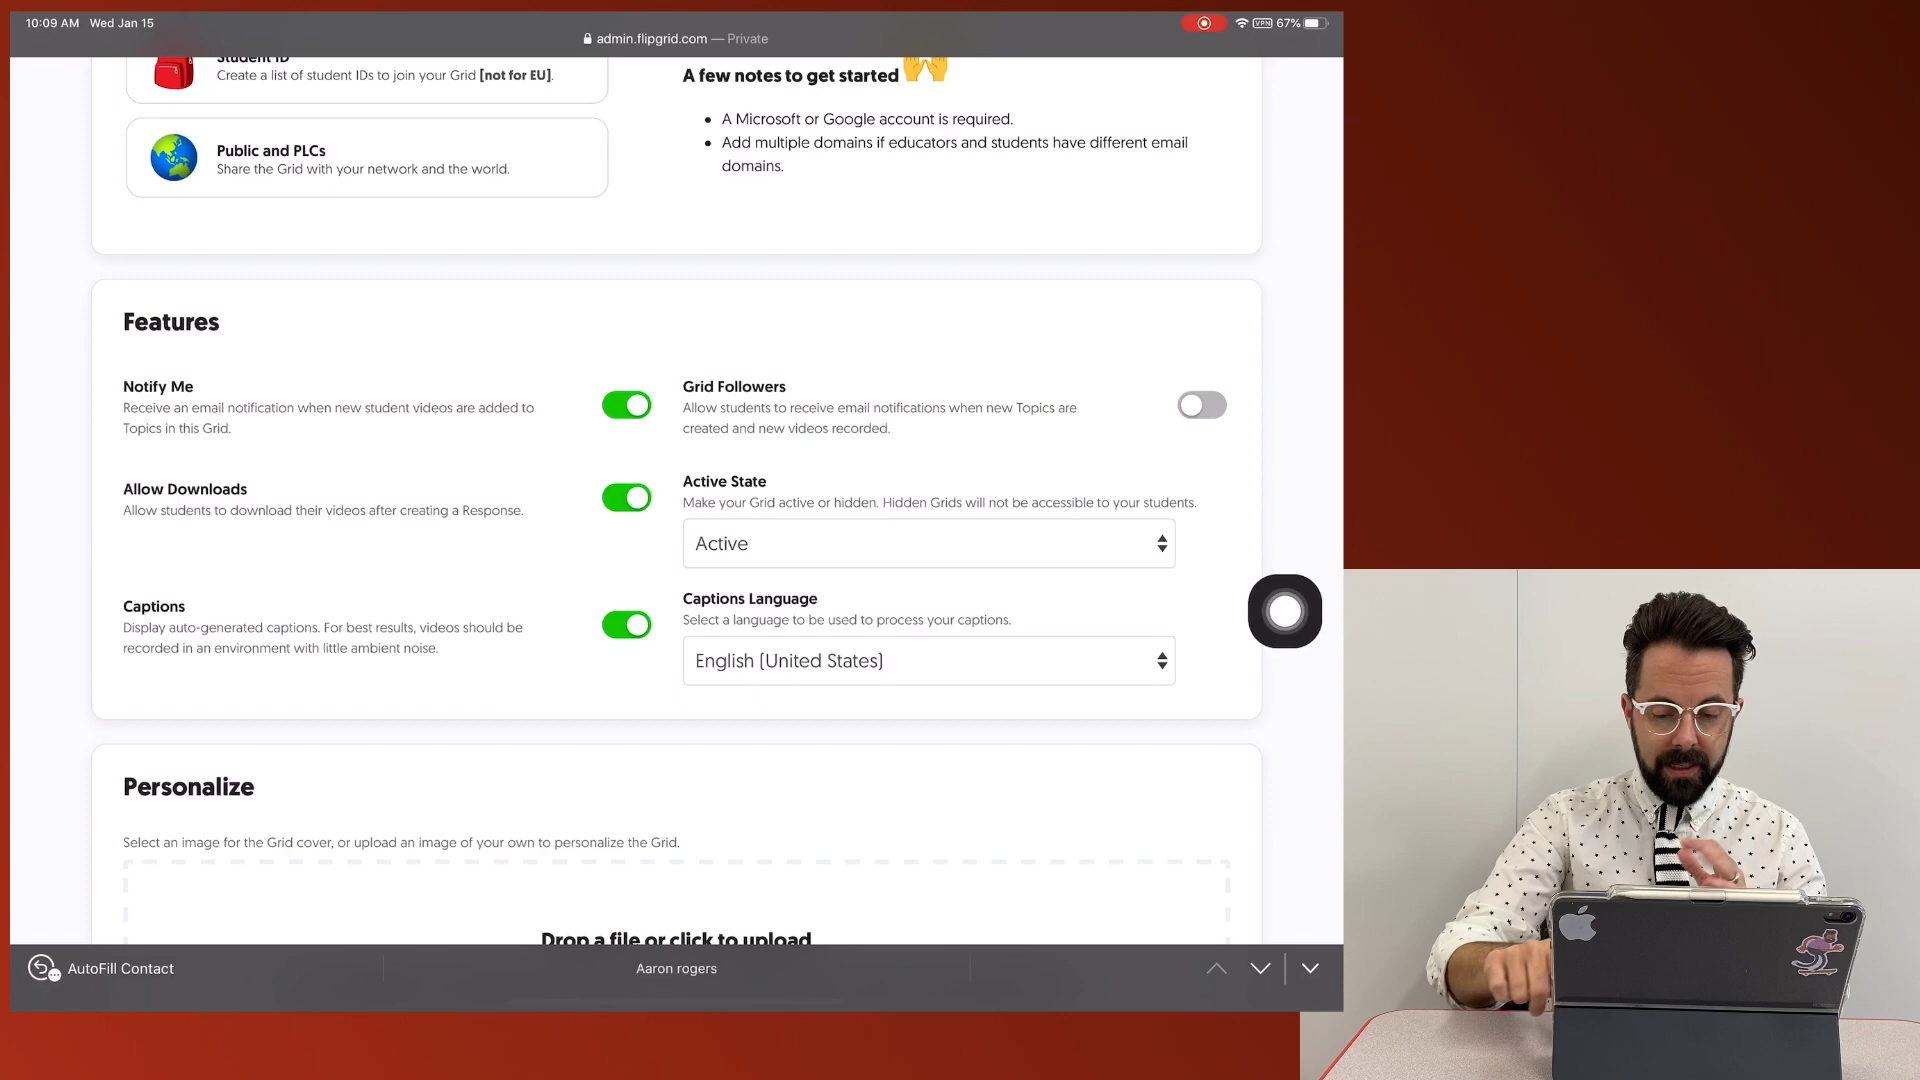 10:09 AM Wed Jan 15
VPN 67%
admin.flipgrid.com — Private
Student ID
Create a list of student IDs to join your Grid [not for EU].
A few notes to get started
A Microsoft or Google account is required.
Add multiple domains if educators and students have different email
domains.
Public and PLCs
Share the Grid with your network and the world.
Features
Notify Me
Receive an email notification when new student videos are added to
Topics in this Grid.
Grid Followers
Allow students to receive email notifications when new Topics are
created and new videos recorded.
Allow Downloads
Allow students to download their videos after creating a Response.
Active State
Make your Grid active or hidden. Hidden Grids will not be accessible to your students.
Active
Captions
Display auto-generated captions. For best results, videos should be
recorded in an environment with little ambient noise.
Captions Language
Select a language to be used to process your captions.
English (United States)
Personalize
Select an image for the Grid cover, or upload an image of your own to personalize the Grid.
Drop a file or click to upload
AutoFill Contact
Aaron rogers